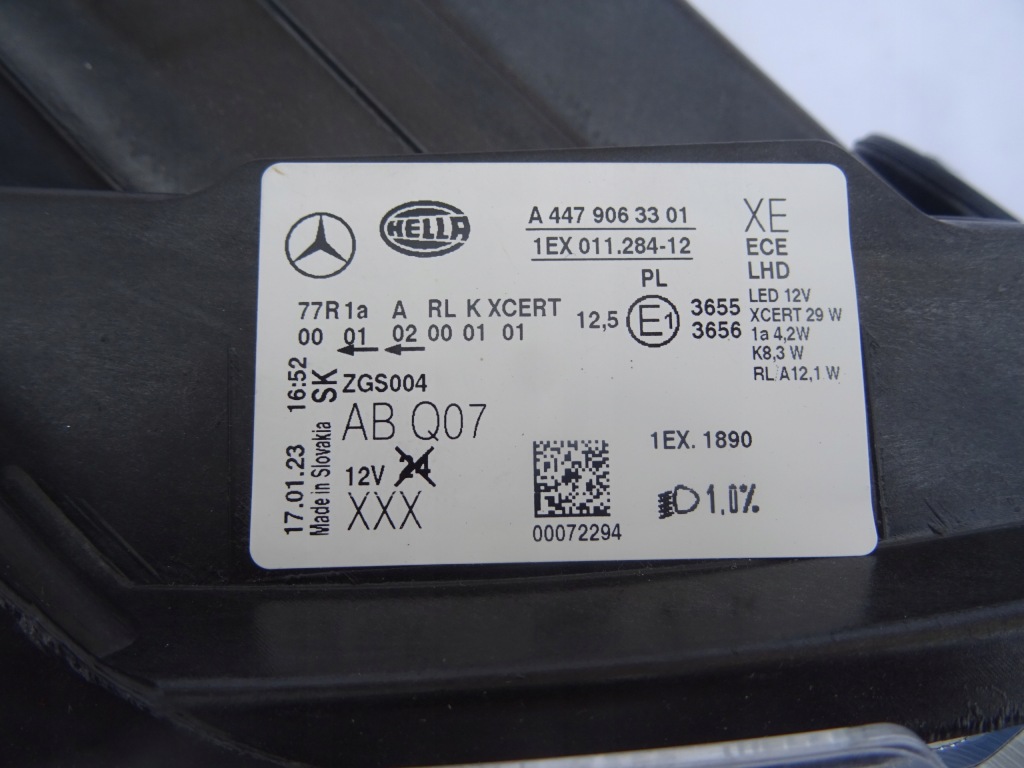 HELLA
A 447 906 33 01
1EX 011.284-12
XE
ECE
LHD
PL
LED 12V
XCERT 29 W
1a 4,2W
K8,3 W
RL A12,1 W
77R 1a A RL K XCERT
00 01 02 00 01 01
12,5 E1 3655
3656
17.01.23 16:52
Made in Slovakia SK
ZGS004
AB Q07
12V 24
XXX
00072294
1EX. 1890
1,0%